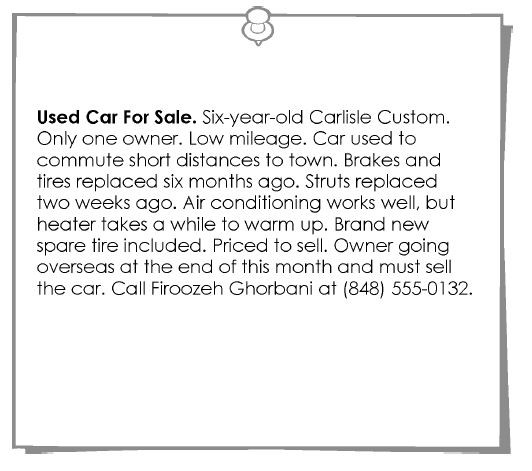 Used Car For Sale. Six-year-old Carlisle Custom.
Only one owner. Low mileage. Car used to
commute short distances to town. Brakes and
tires replaced six months ago. Struts replaced
two weeks ago. Air conditioning works well, but
heater takes a while to warm up. Brand new
spare tire included. Priced to sell. Owner going
overseas at the end of this month and must sell
the car. Call Firoozeh Ghorbani at (848) 555-0132.